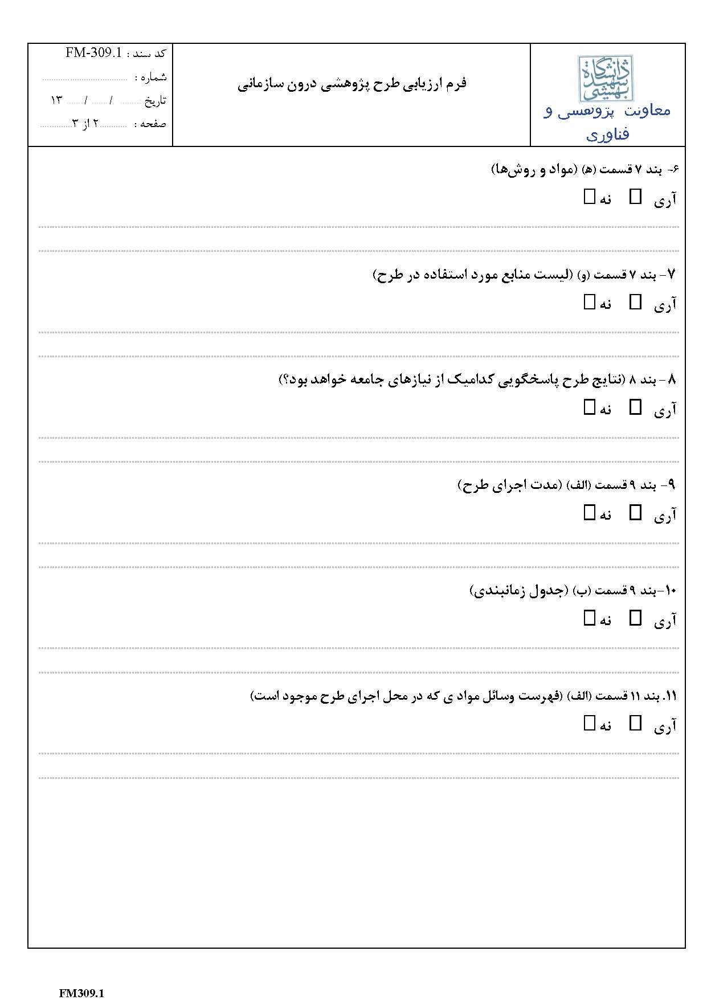 دانشگاه
شهید
بهشتی
معاونت پژوهشی و
فناوری
فرم ارزیابی طرح پژوهشی درون سازمانی
کد سند : FM-309.1
شماره : ....................................
تاریخ :......... / ....... / ....... ۱۳
صفحه : ............۲ از ۳..............
۶- بند ۷ قسمت (ه) (مواد و روش‌ها)
آری □ نه □
۷- بند ۷ قسمت (و) (لیست منابع مورد استفاده در طرح)
آری □ نه □
۸- بند ۸ (نتایج طرح پاسخگویی کدامیک از نیازهای جامعه خواهد بود؟)
آری □ نه □
۹- بند ۹ قسمت (الف) (مدت اجرای طرح)
آری □ نه □
۱۰-بند ۹ قسمت (ب) (جدول زمانبندی)
آری □ نه □
۱۱. بند ۱۱ قسمت (الف) (فهرست وسائل مواد ی که در محل اجرای طرح موجود است)
آری □ نه □
FM309.1